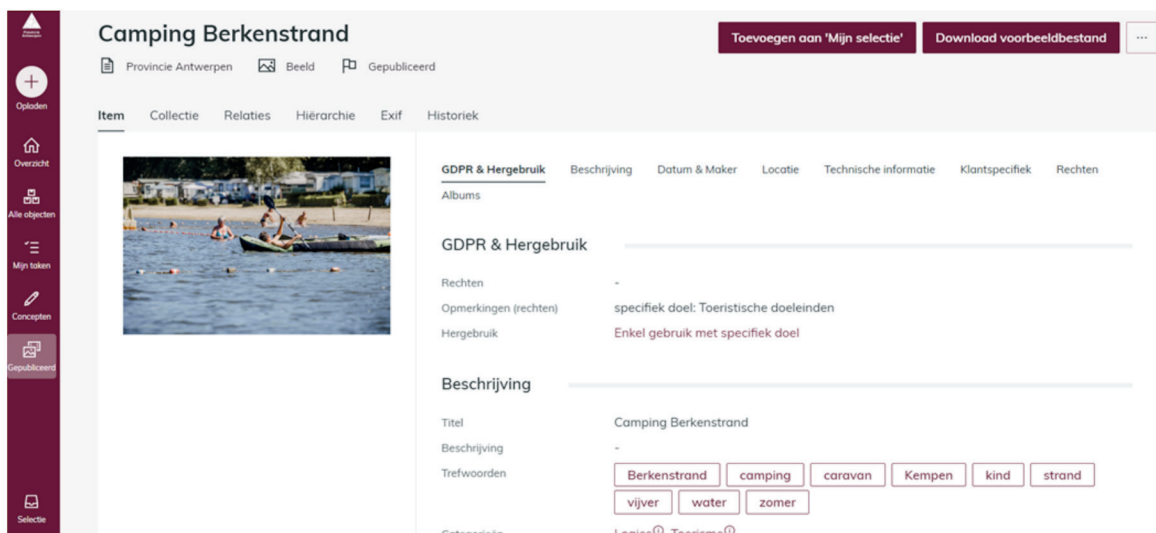 Camping Berkenstrand
Toevoegen aan 'Mijn selectie'
Download voorbeeldbestand
...
Provincie Antwerpen
Beeld
Gepubliceerd
Opladen
Item
Collectie
Relaties
Hiërarchie
Exif
Historiek
Overzicht
Alle objecten
Mijn taken
Concepten
Gepubliceerd
Selectie
GDPR & Hergebruik
Beschrijving
Datum & Maker
Locatie
Technische informatie
Klantspecifiek
Rechten
Albums
GDPR & Hergebruik
Rechten -
Opmerkingen (rechten) specifiek doel: Toeristische doeleinden
Hergebruik Enkel gebruik met specifiek doel
Beschrijving
Titel Camping Berkenstrand
Beschrijving -
Trefwoorden Berkenstrand camping caravan Kempen kind strand
vijver water zomer